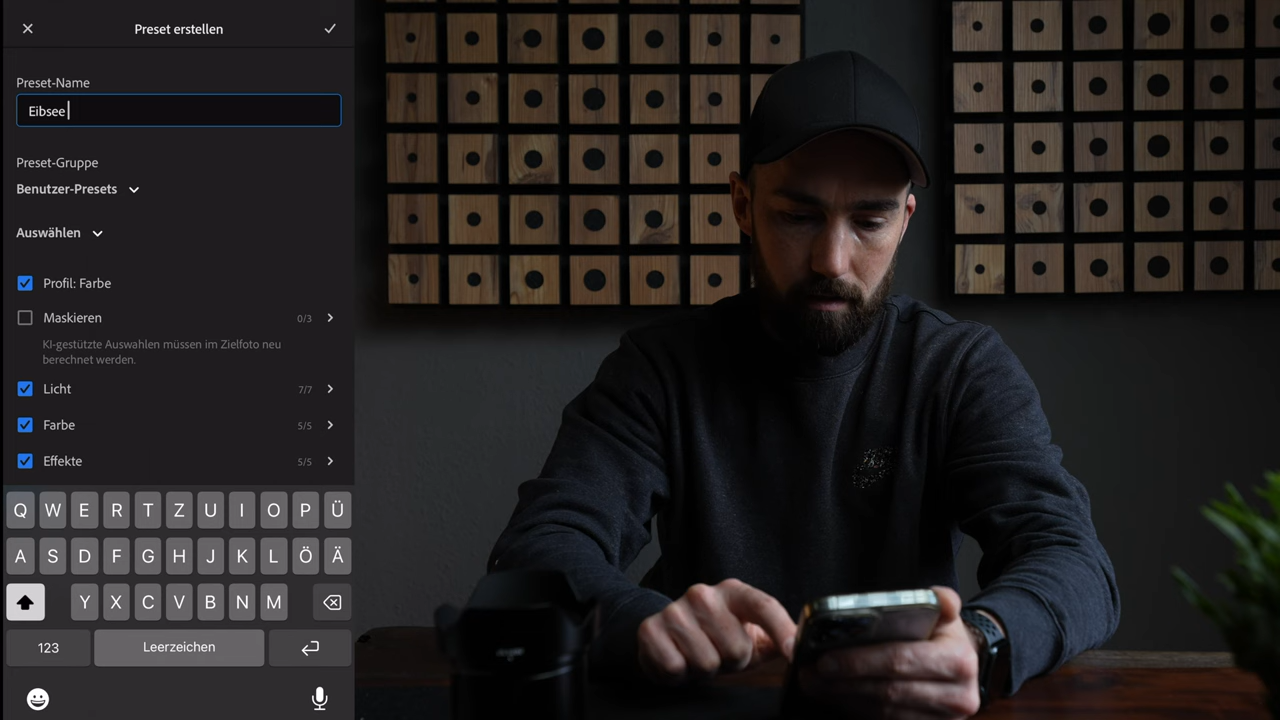 Preset erstellen
Preset-Name
Eibsee
Preset-Gruppe
Benutzer-Presets
Auswählen
Profil: Farbe
Maskieren 0/3
KI-gestützte Auswahlen müssen im Zielfoto neu
berechnet werden.
Licht 7/7
Farbe 5/5
Effekte 5/5
Q W E R T Z U I O P Ü
A S D F G H J K L Ö Ä
Y X C V B N M
123 Leerzeichen